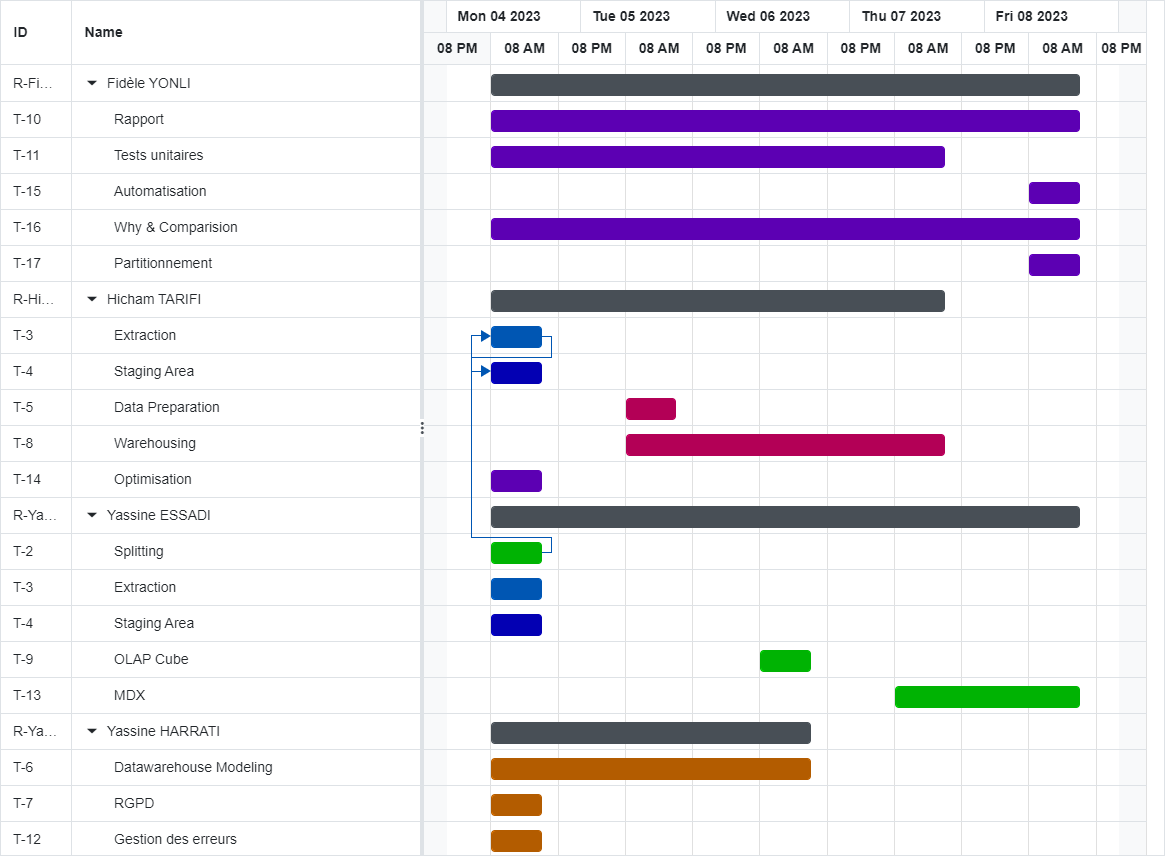 ID Name Mon 04 2023 Tue 05 2023 Wed 06 2023 Thu 07 2023 Fri 08 2023
08 PM 08 AM 08 PM 08 AM 08 PM 08 AM 08 PM 08 AM 08 PM 08 AM 08 PM
R-Fi... Fidèle YONLI
T-10 Rapport
T-11 Tests unitaires
T-15 Automatisation
T-16 Why & Comparision
T-17 Partitionnement
R-Hi... Hicham TARIFI
T-3 Extraction
T-4 Staging Area
T-5 Data Preparation
T-8 Warehousing
T-14 Optimisation
R-Ya... Yassine ESSADI
T-2 Splitting
T-3 Extraction
T-4 Staging Area
T-9 OLAP Cube
T-13 MDX
R-Ya... Yassine HARRATI
T-6 Datawarehouse Modeling
T-7 RGPD
T-12 Gestion des erreurs